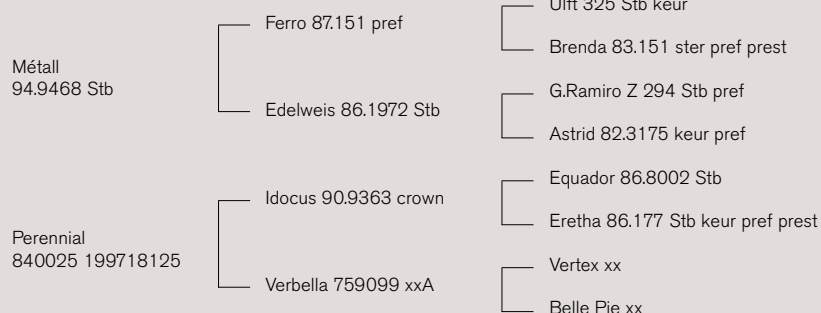 Ulft 325 Stb keur
Ferro 87.151 pref
Brenda 83.151 ster pref prest
Métall
94.9468 Stb
G.Ramiro Z 294 Stb pref
Edelweis 86.1972 Stb
Astrid 82.3175 keur pref
Equador 86.8002 Stb
Idocus 90.9363 crown
Eretha 86.177 Stb keur pref prest
Perennial
840025 199718125
Vertex xx
Verbella 759099 xxA
Belle Pie xx